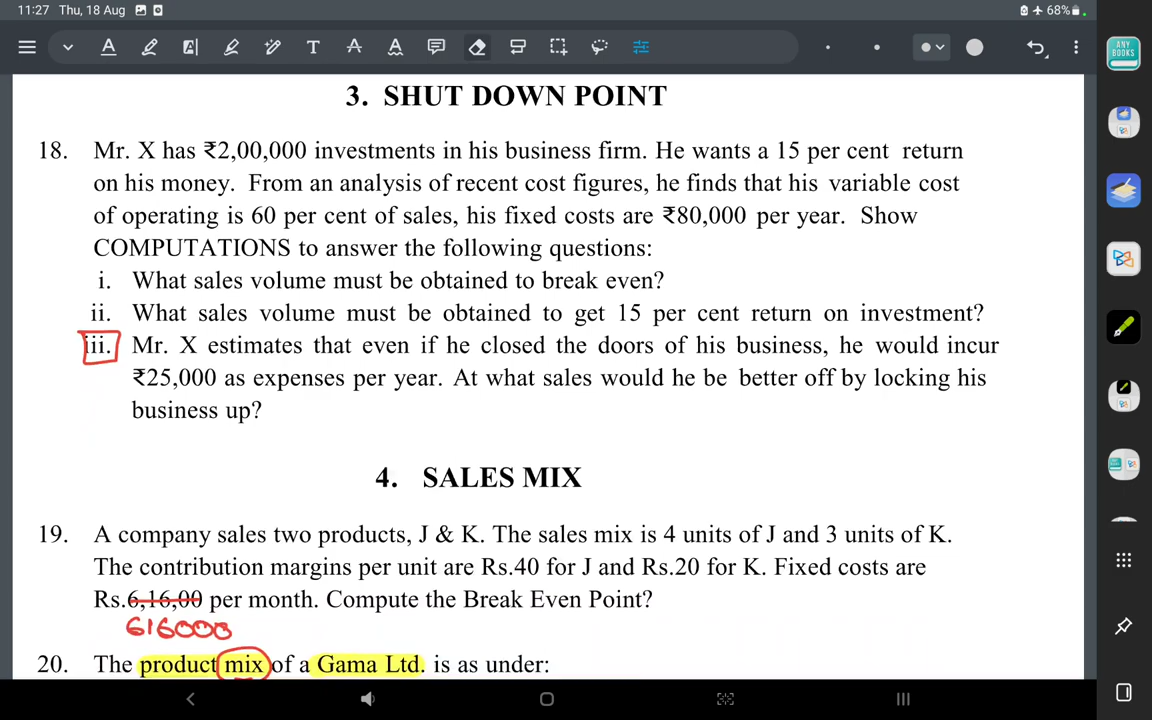 11:27 Thu, 18 Aug
68%
3. SHUT DOWN POINT
18. Mr. X has ₹2,00,000 investments in his business firm. He wants a 15 per cent return
on his money. From an analysis of recent cost figures, he finds that his variable cost
of operating is 60 per cent of sales, his fixed costs are ₹80,000 per year. Show
COMPUTATIONS to answer the following questions:
i. What sales volume must be obtained to break even?
ii. What sales volume must be obtained to get 15 per cent return on investment?
iii. Mr. X estimates that even if he closed the doors of his business, he would incur
₹25,000 as expenses per year. At what sales would he be better off by locking his
business up?
4. SALES MIX
19. A company sales two products, J & K. The sales mix is 4 units of J and 3 units of K.
The contribution margins per unit are Rs.40 for J and Rs.20 for K. Fixed costs are
Rs.6,16,00 per month. Compute the Break Even Point?
616000
20. The product mix of a Gama Ltd. is as under:
ANY
BOOKS